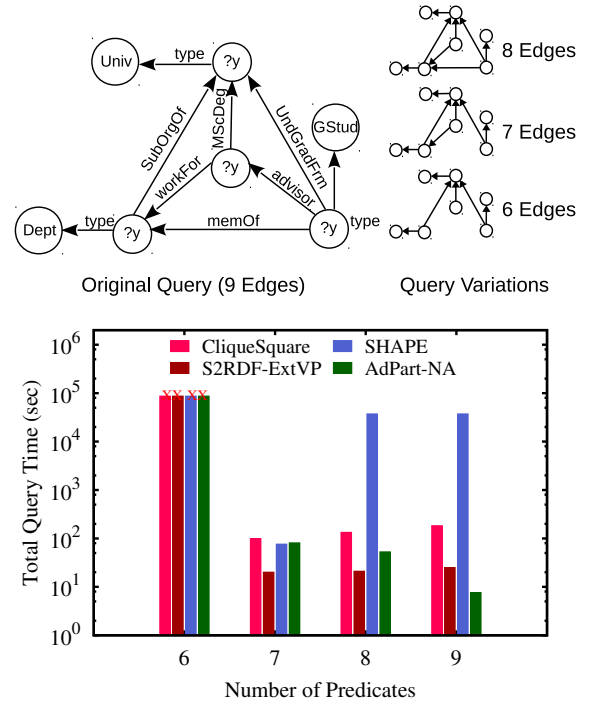 Univ
type
?y
8 Edges
SubOrgOf
MScDeg
UndGradFrm
GStud
7 Edges
workFor
?y
advisor
6 Edges
Dept
type
?y
memOf
?y
type
Original Query (9 Edges)
Query Variations
CliqueSquare
SHAPE
S2RDF-ExtVP
AdPart-NA
Total Query Time (sec)
10^6
10^5
10^4
10^3
10^2
10^1
10^0
XX XX
6
7
8
9
Number of Predicates